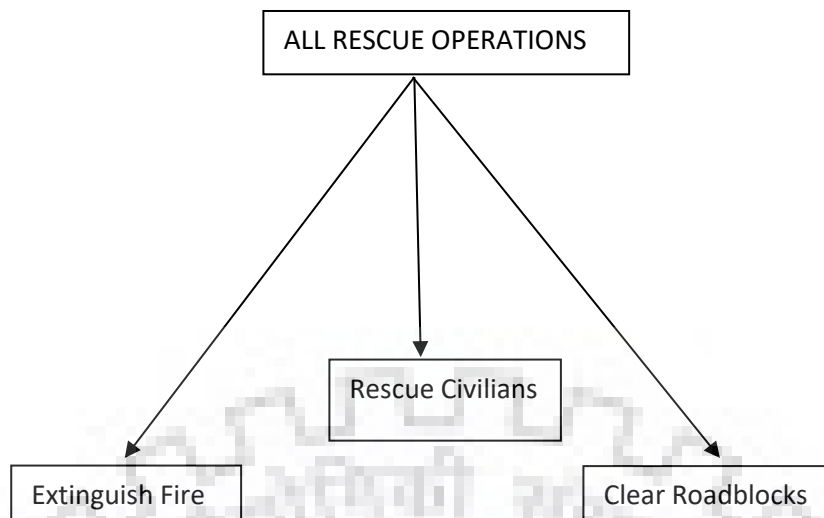 ALL RESCUE OPERATIONS
Rescue Civilians
Extinguish Fire
Clear Roadblocks